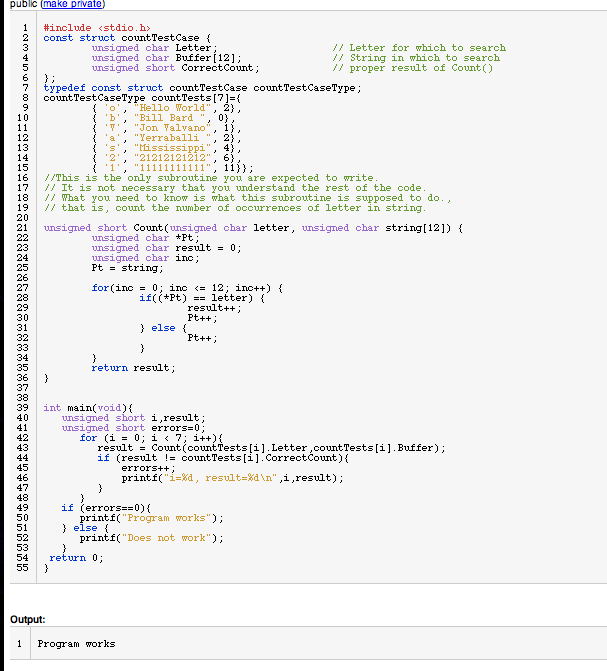 public (make private)
1 #include <stdio.h>
2 const struct countTestCase {
3 unsigned char Letter; // Letter for which to search
4 unsigned char Buffer[12]; // String in which to search
5 unsigned short CorrectCount; // proper result of Count()
6 };
7 typedef const struct countTestCase countTestCaseType;
8 countTestCaseType countTests[7]={
9 { 'o', "Hello World", 2},
10 { 'b', "Bill Bard ", 0},
11 { 'V', "Jon Valvano", 1},
12 { 'a', "Yerraballi ", 2},
13 { 's', "Mississippi", 4},
14 { '2', "21212121212", 6},
15 { '1', "11111111111", 11}};
16 //This is the only subroutine you are expected to write.
17 // It is not necessary that you understand the rest of the code.
18 // What you need to know is what this subroutine is supposed to do.,
19 // that is, count the number of occurrences of letter in string.
20
21 unsigned short Count(unsigned char letter, unsigned char string[12]) {
22 unsigned char *Pt;
23 unsigned char result = 0;
24 unsigned char inc;
25 Pt = string;
26
27 for(inc = 0; inc <= 12; inc++) {
28 if((*Pt) == letter) {
29 result++;
30 Pt++;
31 } else {
32 Pt++;
33 }
34 }
35 return result;
36 }
37
38
39 int main(void){
40 unsigned short i,result;
41 unsigned short errors=0;
42 for (i = 0; i < 7; i++){
43 result = Count(countTests[i].Letter,countTests[i].Buffer);
44 if (result != countTests[i].CorrectCount){
45 errors++;
46 printf("i=%d, result=%d\n",i,result);
47 }
48 }
49 if (errors==0){
50 printf("Program works");
51 } else {
52 printf("Does not work");
53 }
54 return 0;
55 }
Output:
1 Program works